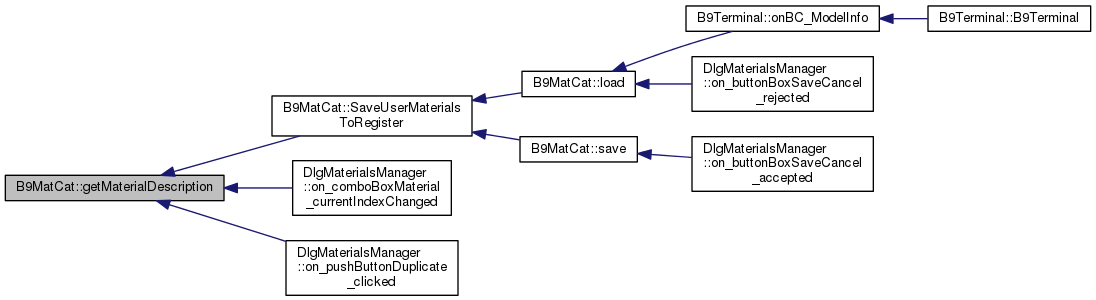 B9Terminal::onBC_ModelInfo
B9Terminal::B9Terminal
B9MatCat::load
DlgMaterialsManager
::on_buttonBoxSaveCancel
_rejected
B9MatCat::SaveUserMaterials
ToRegister
B9MatCat::save
DlgMaterialsManager
::on_buttonBoxSaveCancel
_accepted
B9MatCat::getMaterialDescription
DlgMaterialsManager
::on_comboBoxMaterial
_currentIndexChanged
DlgMaterialsManager
::on_pushButtonDuplicate
_clicked